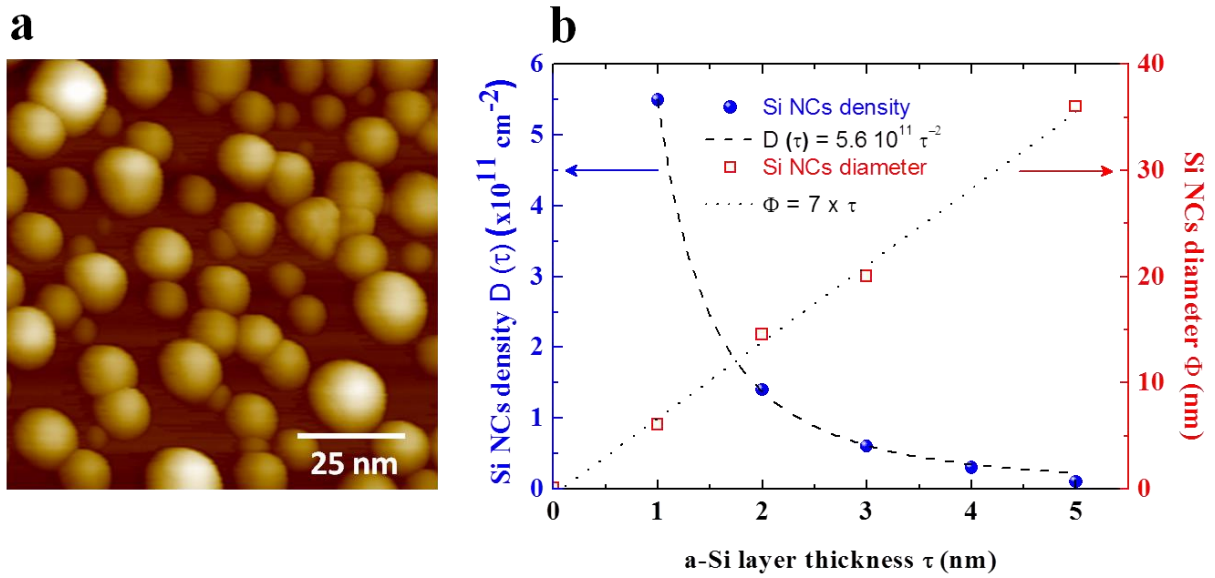 a
25 nm
b
Si NCs density D (τ) (x10¹¹ cm⁻²)
6
5
4
3
2
1
0
Si NCs density
D (τ) = 5.6 10¹¹ τ⁻²
Si NCs diameter
Φ = 7 x τ
40
30
20
10
0
Si NCs diameter Φ (nm)
0 1 2 3 4 5
a-Si layer thickness τ (nm)